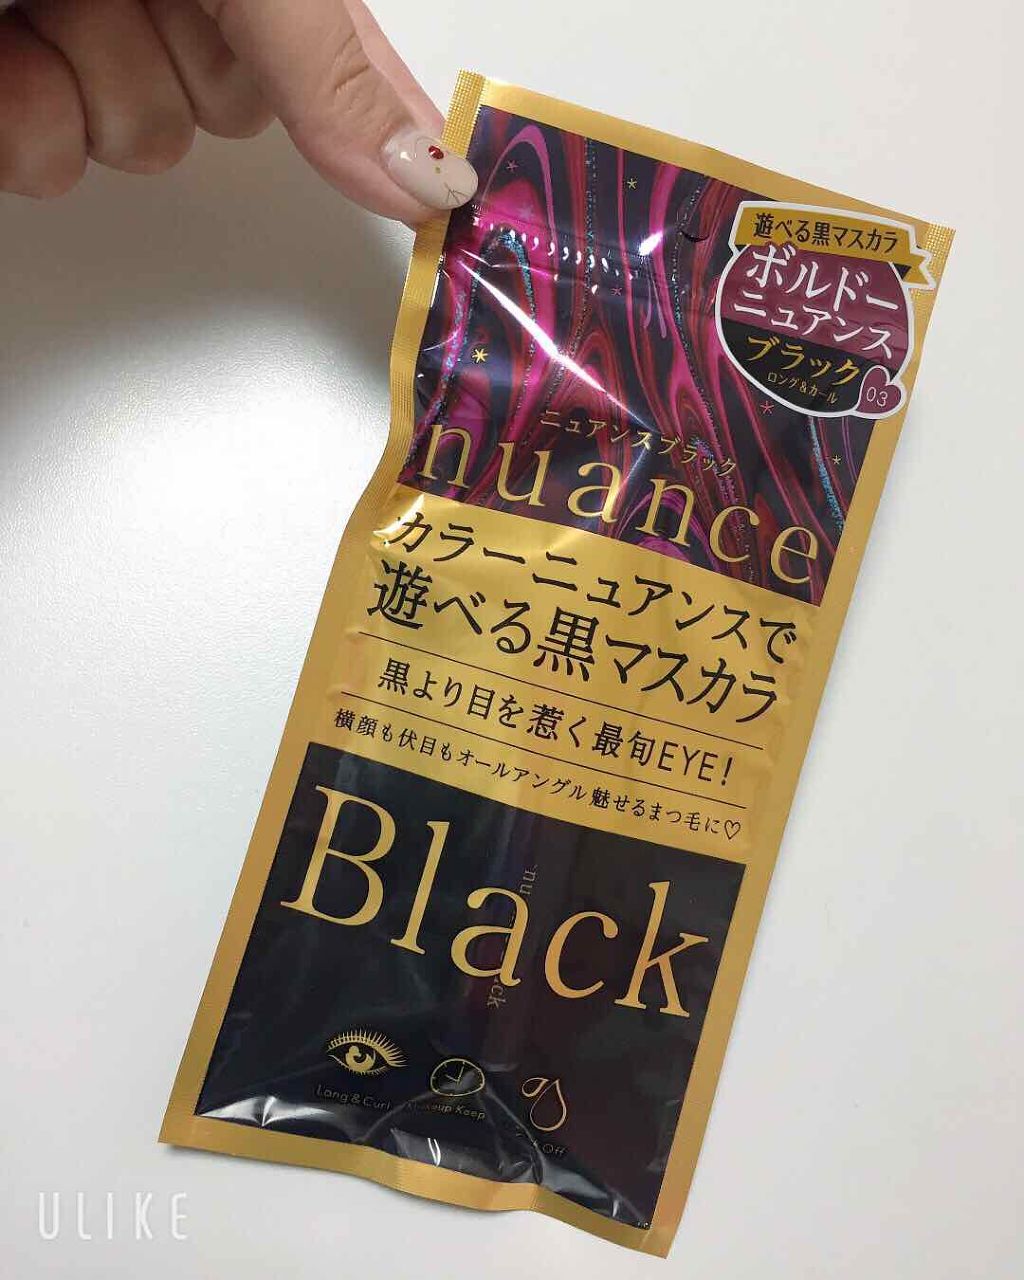 遊べる黒マスカラ
ボルドー
ニュアンス
ブラック
ロング&カール
03
ニュアンスブラック
nuance
カラーニュアンスで
遊べる黒マスカラ
黒より目を惹く最旬EYE!
横顔も伏目もオールアングル魅せるまつ毛に♡
Black
Long & Curl
Keep
Off
ULIKE